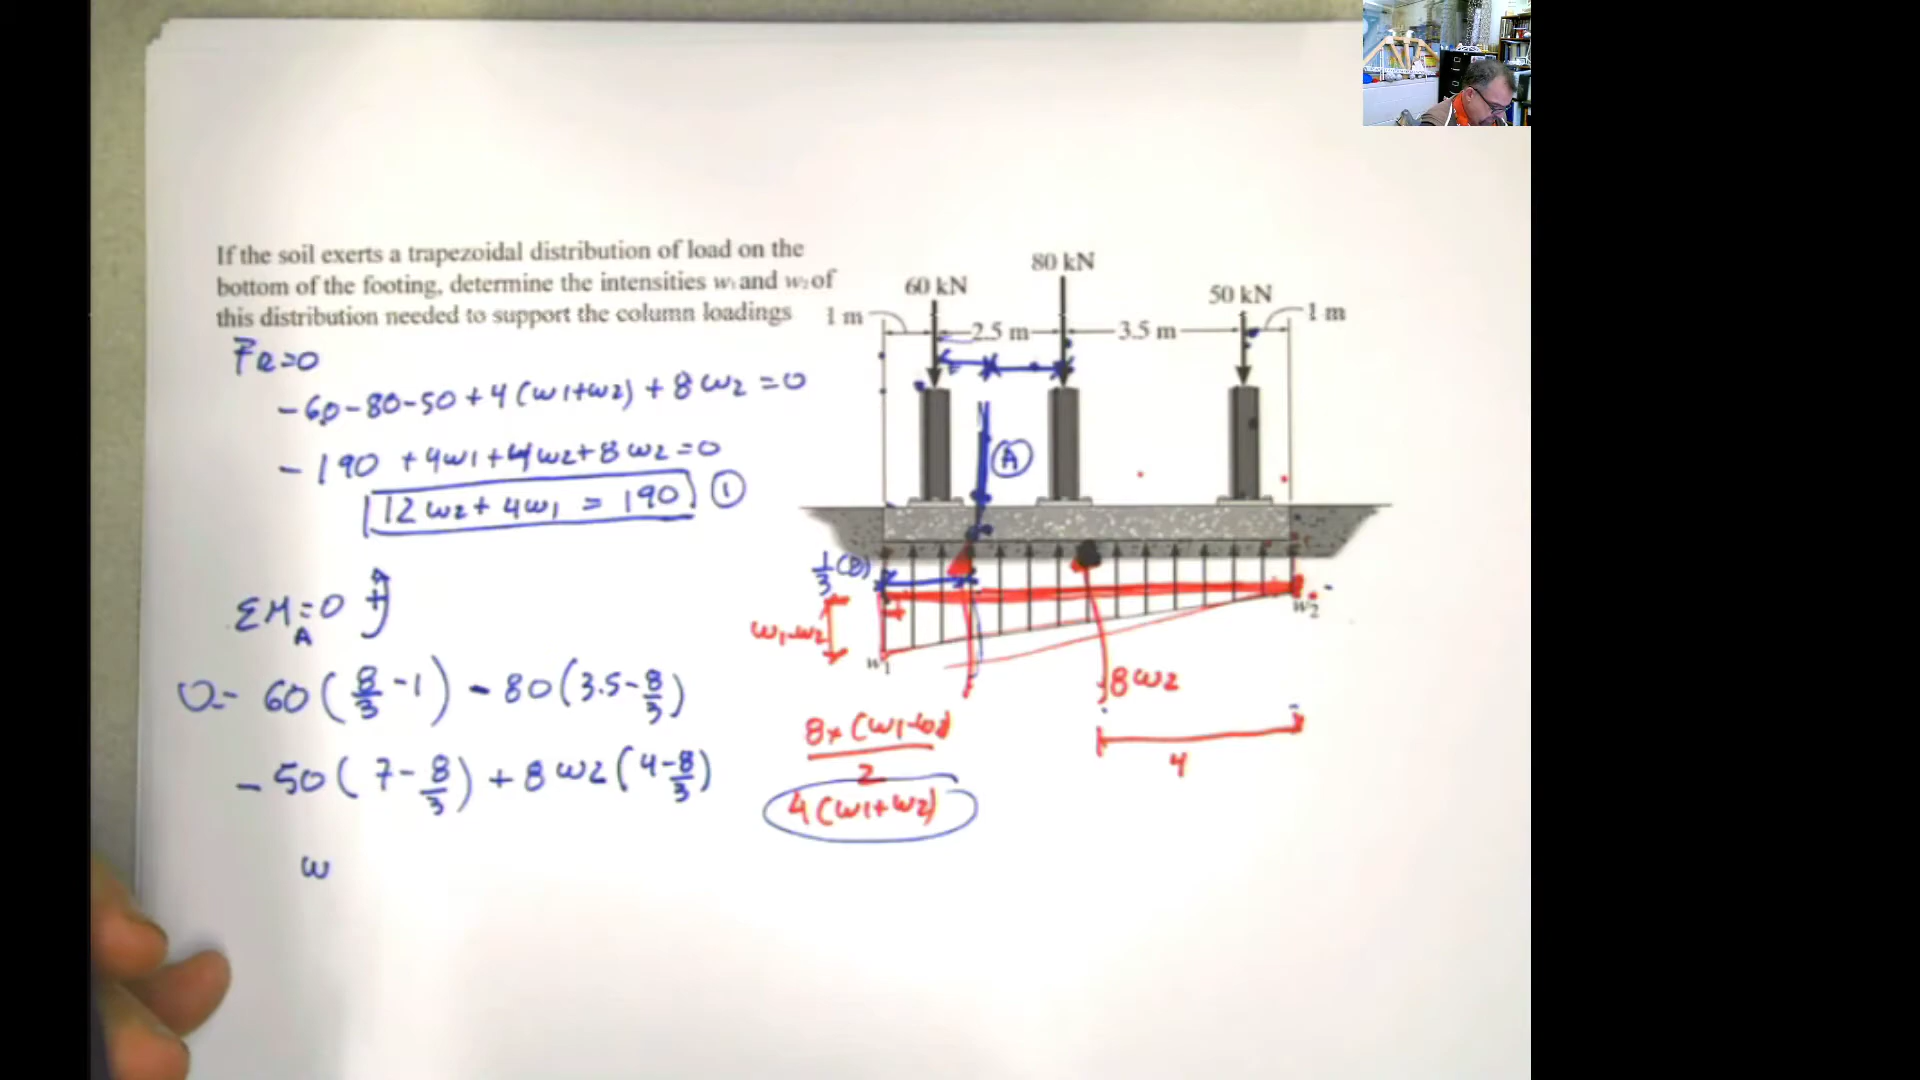 If the soil exerts a trapezoidal distribution of load on the
bottom of the footing, determine the intensities w₁ and w₂ of
this distribution needed to support the column loadings
60 kN
80 kN
50 kN
1 m
2.5 m
3.5 m
1 m
FR=0
-60-80-50+4(w1+w2)+8w2=0
-190+4w1+4w2+8w2=0
12w2+4w1=190 ①
ΣM=0 +
A
0= 60(8/3-1)-80(3.5-8/3)
-50(7-8/3)+8w2(4-8/3)
w
Ⓐ
1/3(8)
w1-w2
w₁
w₂
8w2
4
8*(w1-w2)
2
4(w1+w2)